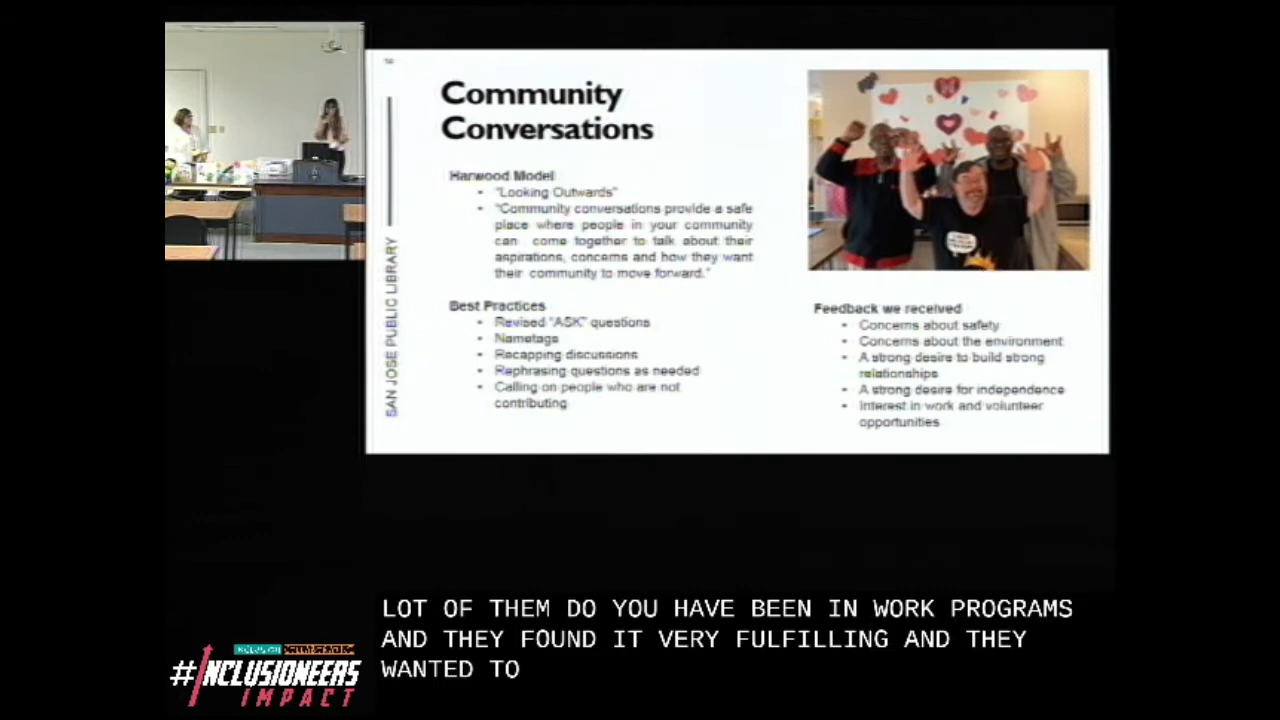 Community
Conversations
Harwood Model
"Looking Outwards"
"Community conversations provide a safe
place where people in your community
can come together to talk about their
aspirations, concerns and how they want
their community to move forward."
Best Practices
Revised "ASK" questions
Nametags
Recapping discussions
Rephrasing questions as needed
Calling on people who are not
contributing
SAN JOSE PUBLIC LIBRARY
Feedback we received
Concerns about safety
Concerns about the environment
A strong desire to build strong
relationships
A strong desire for independence
Interest in work and volunteer
opportunities
LOT OF THEM DO YOU HAVE BEEN IN WORK PROGRAMS
AND THEY FOUND IT VERY FULFILLING AND THEY
WANTED TO
#INCLUSIONEERS
IMPACT